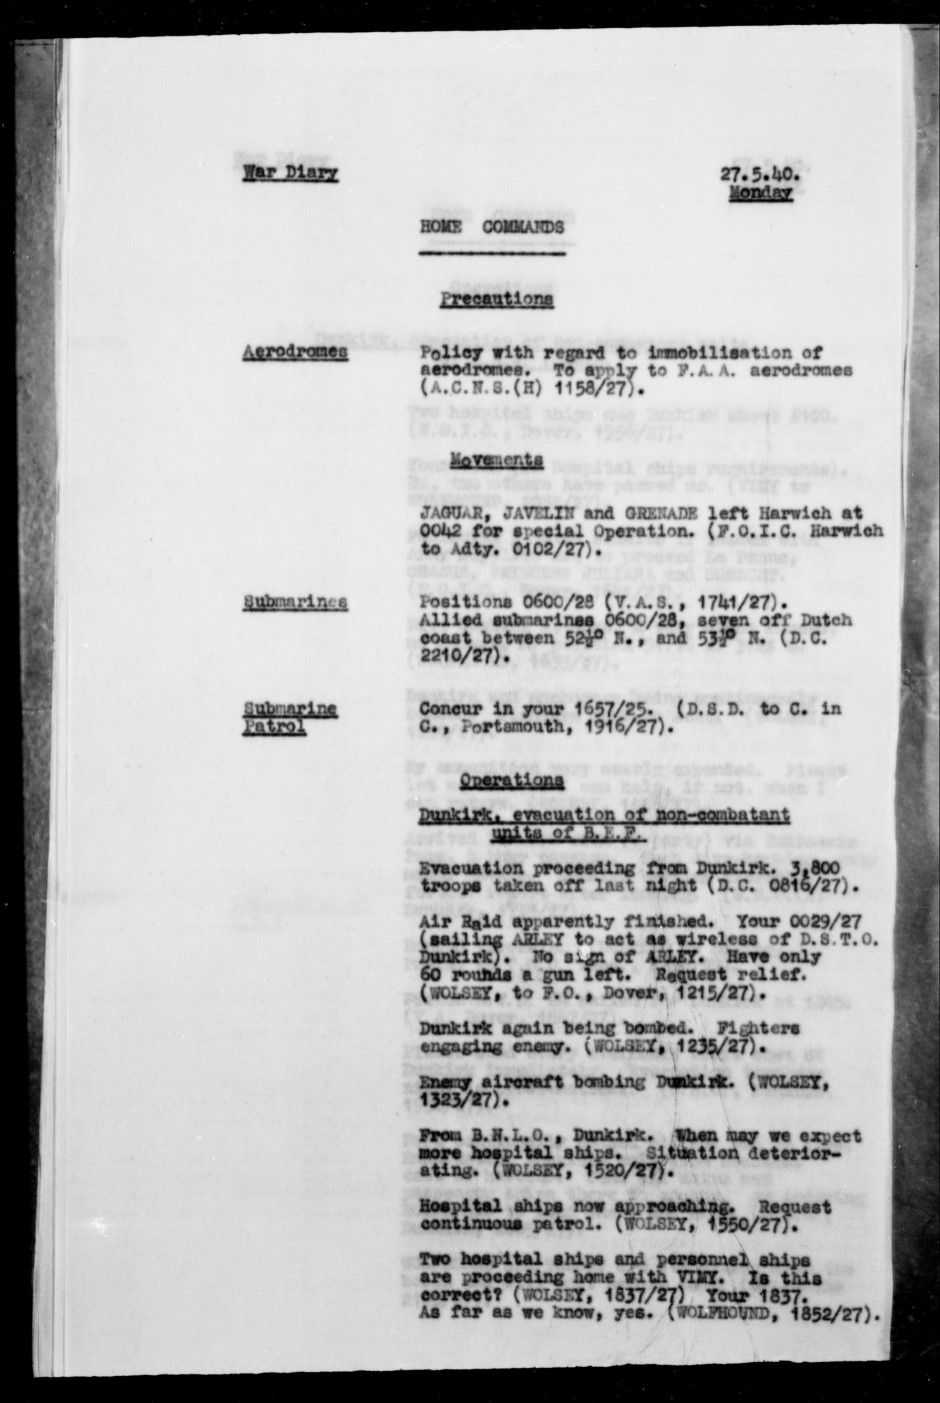 War Diary
27.5.40.
Monday
HOME COMMANDS
Precautions
Aerodromes
Policy with regard to immobilisation of
aerodromes. To apply to F.A.A. aerodromes
(A.C.N.S.(H) 1158/27).
Movements
JAGUAR, JAVELIN and GRENADE left Harwich at
0042 for special Operation. (F.O.I.C. Harwich
to Adty. 0102/27).
Submarines
Positions 0600/28 (V.A.S., 1741/27).
Allied submarines 0600/28, seven off Dutch
coast between 52½° N., and 53½° N. (D.C.
2210/27).
Submarine
Patrol
Concur in your 1657/25. (D.S.D. to C. in
C., Portsmouth, 1916/27).
Operations
Dunkirk, evacuation of non-combatant
units of B.E.F.
Evacuation proceeding from Dunkirk. 3,800
troops taken off last night (D.C. 0816/27).
Air Raid apparently finished. Your 0029/27
(sailing ARLEY to act as wireless of D.S.T.O.
Dunkirk). No sign of ARLEY. Have only
60 rounds a gun left. Request relief.
(WOLSEY, to F.O., Dover, 1215/27).
Dunkirk again being bombed. Fighters
engaging enemy. (WOLSEY, 1235/27).
Enemy aircraft bombing Dunkirk. (WOLSEY,
1323/27).
From B.N.L.O., Dunkirk. When may we expect
more hospital ships. Situation deterior-
ating. (WOLSEY, 1520/27).
Hospital ships now approaching. Request
continuous patrol. (WOLSEY, 1550/27).
Two hospital ships and personnel ships
are proceeding home with VIMY. Is this
correct? (WOLSEY, 1837/27) Your 1837.
As far as we know, yes. (WOLFHOUND, 1852/27).